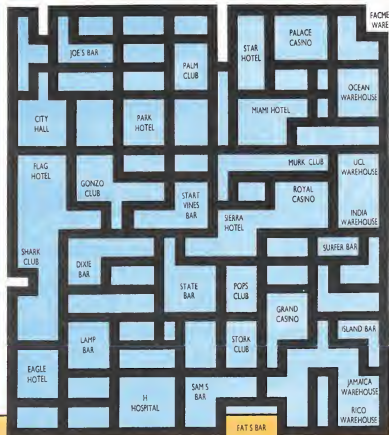 FACME
WARE
JOE'S BAR
PALM
CLUB
STAR
HOTEL
PALACE
CASINO
OCEAN
WAREHOUSE
CITY
HALL
PARK
HOTEL
MIAMI HOTEL
FLAG
HOTEL
GONZO
CLUB
MURK CLUB
UCL
WAREHOUSE
START
VINES
BAR
ROYAL
CASINO
SIERRA
HOTEL
INDIA
WAREHOUSE
SHARK
CLUB
DIXIE
BAR
SURFER BAR
STATE
BAR
POPS
CLUB
GRAND
CASINO
LAMP
BAR
STORK
CLUB
ISLAND BAR
EAGLE
HOTEL
H
HOSPITAL
SAM'S
BAR
JAMAICA
WAREHOUSE
RICO
WAREHOUSE
FAT S BAR